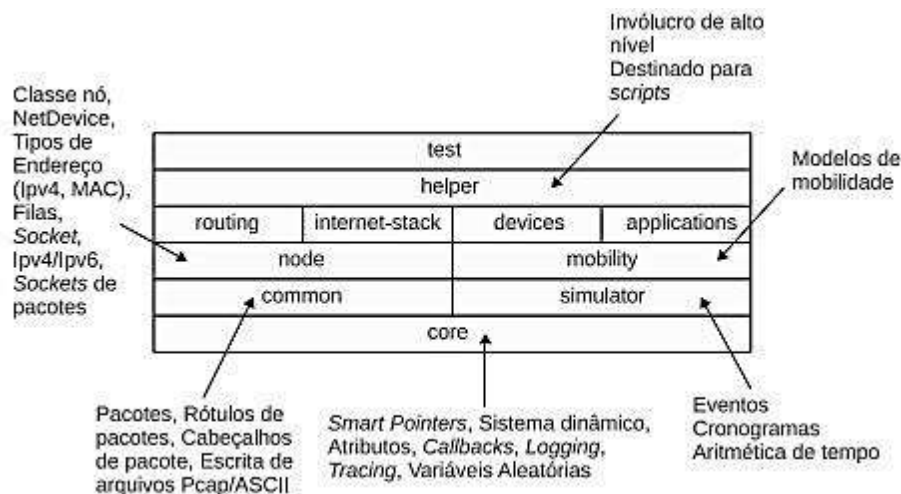 Invólucro de alto
nível
Destinado para
scripts
Classe nó,
NetDevice,
Tipos de
Endereço
(Ipv4, MAC),
Filas,
Socket,
Ipv4/Ipv6,
Sockets de
pacotes
test
helper
routing internet-stack devices applications
node mobility
common simulator
core
Modelos de
mobilidade
Pacotes, Rótulos de
pacotes, Cabeçalhos
de pacote, Escrita de
arquivos Pcap/ASCII
Smart Pointers, Sistema dinâmico,
Atributos, Callbacks, Logging,
Tracing, Variáveis Aleatórias
Eventos
Cronogramas
Aritmética de tempo